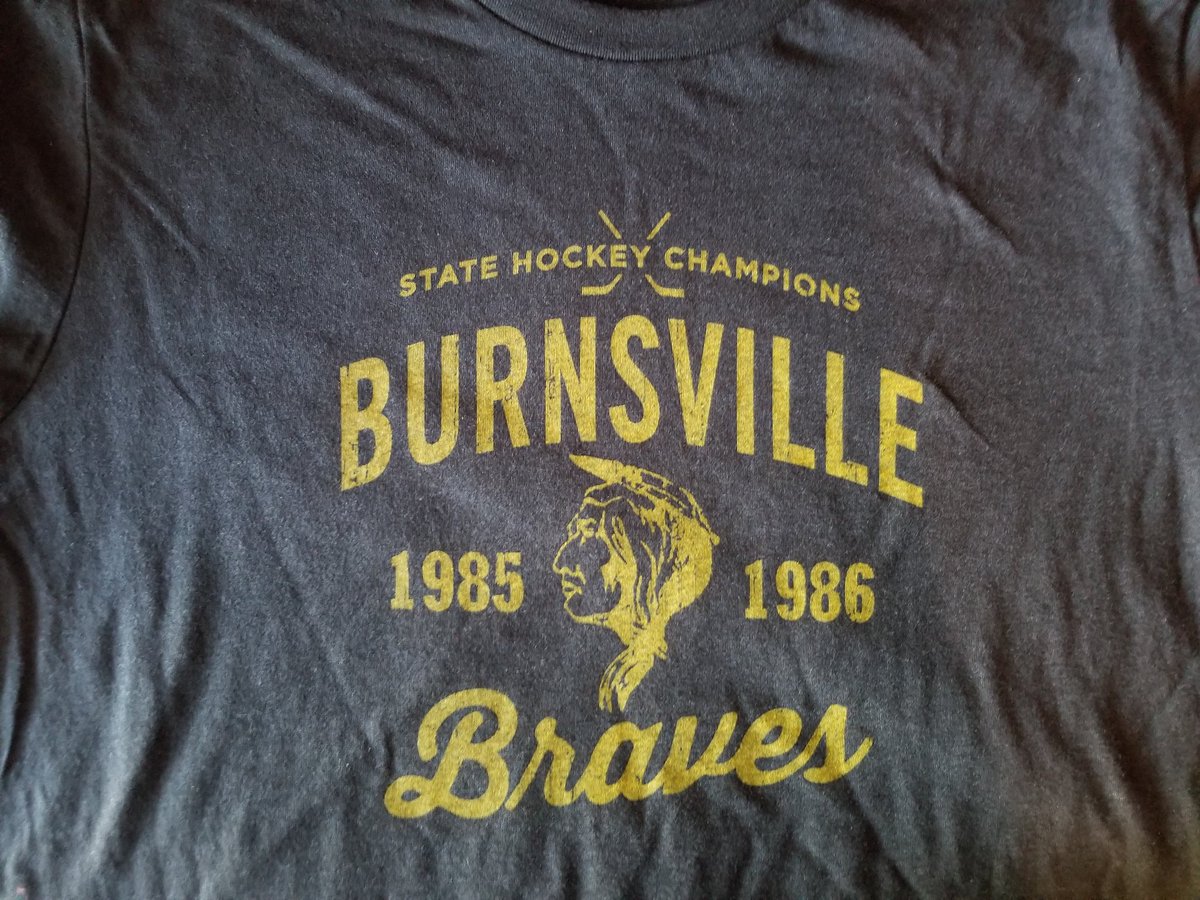 STATE HOCKEY CHAMPIONS
BURNSVILLE
1985 1986
Braves